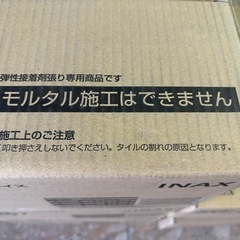 弾性接着剤張り専用商品です
モルタル施工はできません
施工上のご注意
叩き押さえしないでください。タイルの割れの原因となります。
イズ
INAX